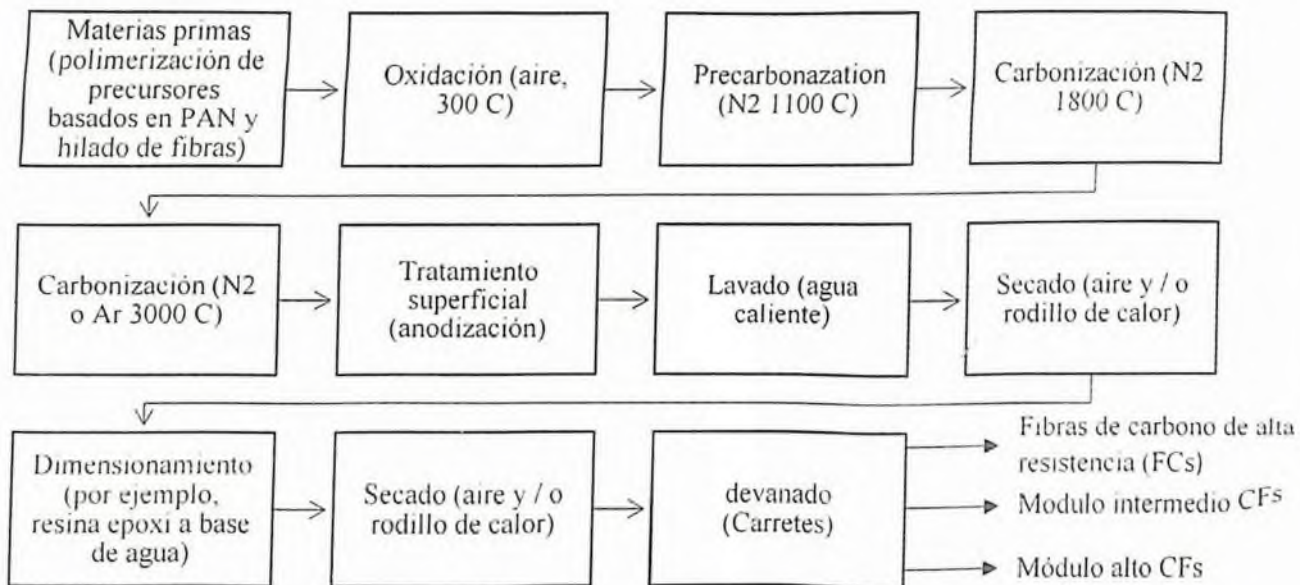 Materias primas
(polimerización de
precursores
basados en PAN y
hilado de fibras)
Oxidación (aire,
300 C)
Precarbonazation
(N2 1100 C)
Carbonización (N2
1800 C)
Carbonización (N2
o Ar 3000 C)
Tratamiento
superficial
(anodización)
Lavado (agua
caliente)
Secado (aire y / o
rodillo de calor)
Dimensionamiento
(por ejemplo,
resina epoxi a base
de agua)
Secado (aire y / o
rodillo de calor)
devanado
(Carretes)
Fibras de carbono de alta
resistencia (FCs)
Modulo intermedio CFs
Módulo alto CFs